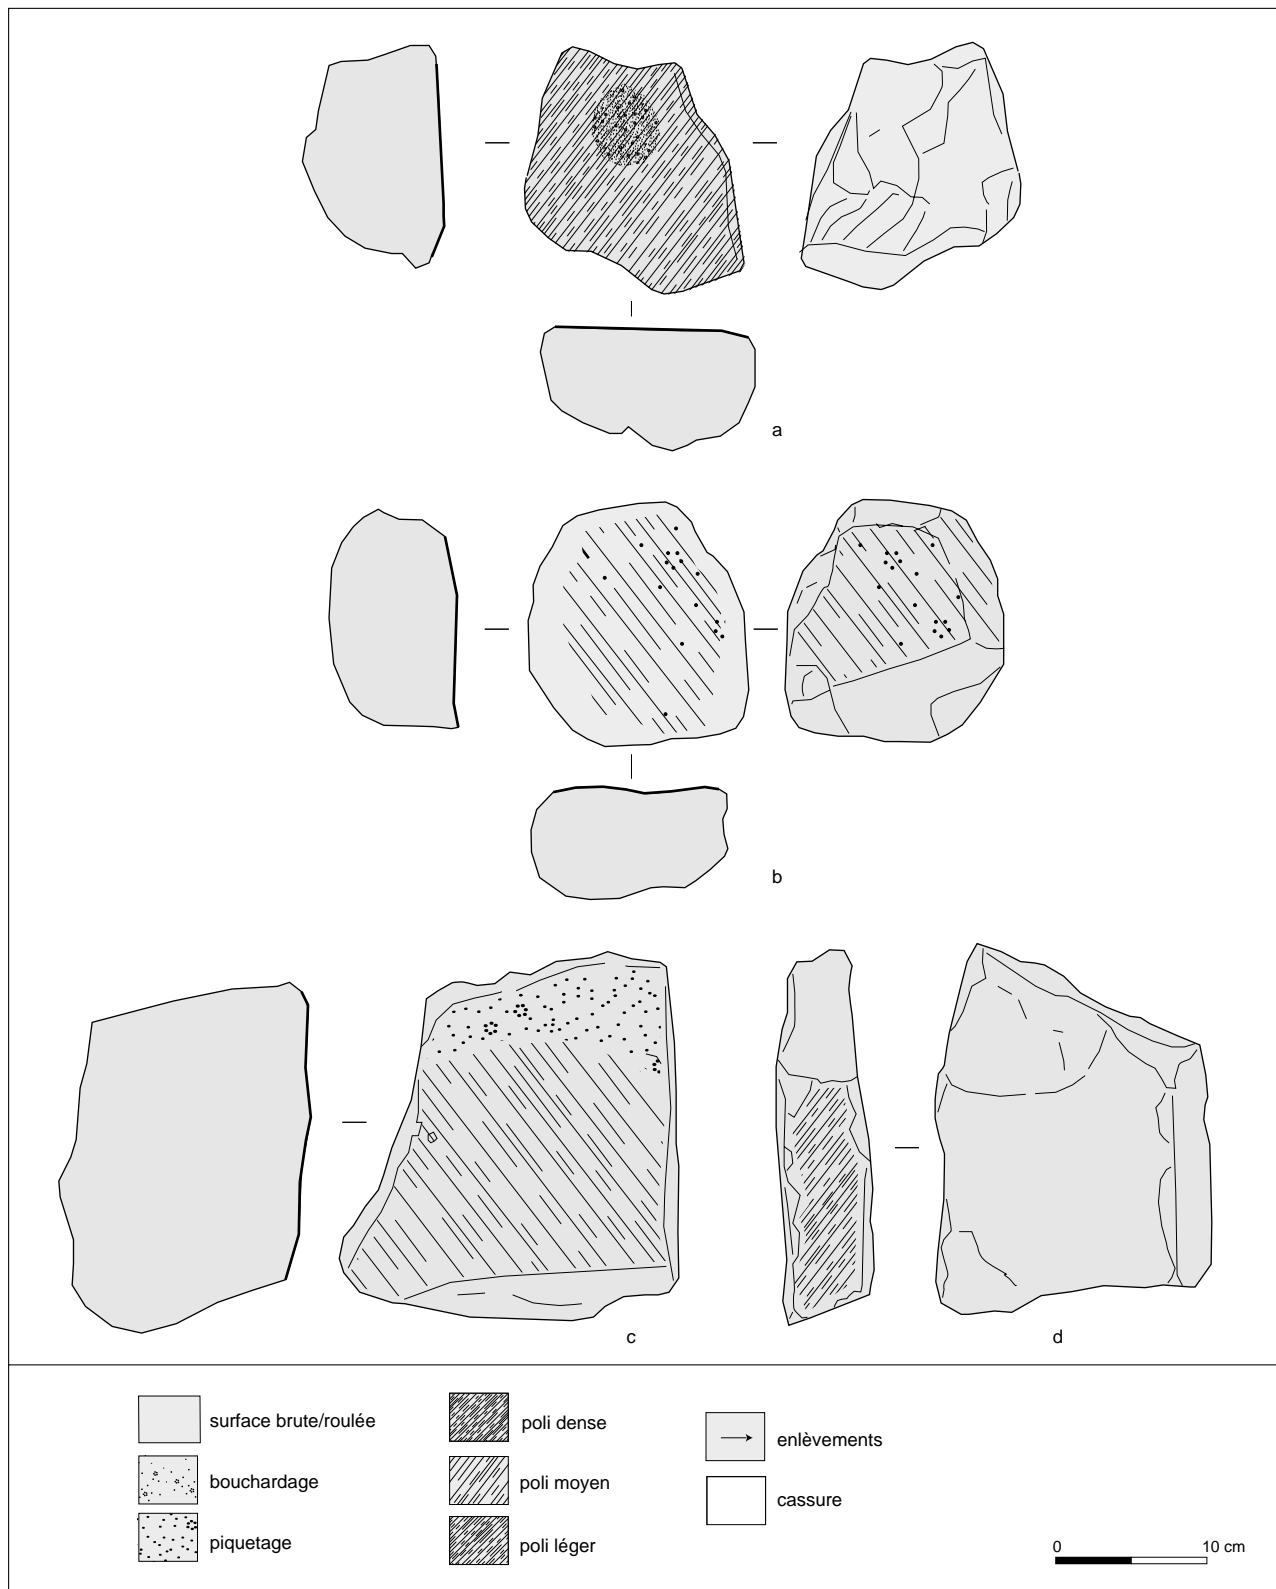 a
b
c
d
surface brute/roulée
bouchardage
piquetage
poli dense
poli moyen
poli léger
enlèvements
cassure
0 10 cm